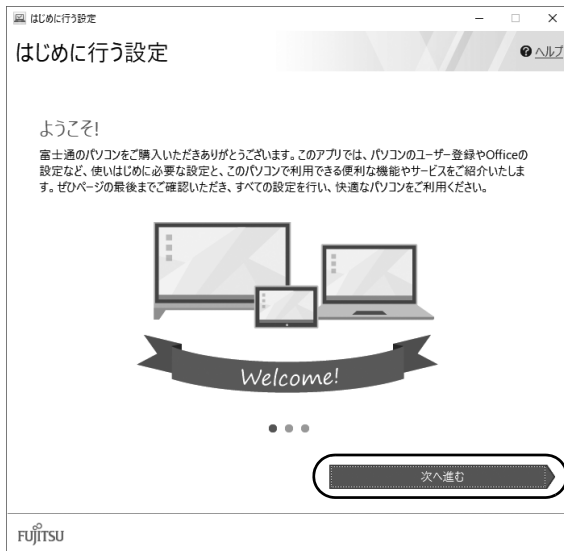 はじめに行う設定
はじめに行う設定
ヘルプ
ようこそ!
富士通のパソコンをご購入いただきありがとうございます。このアプリでは、パソコンのユーザー登録やOfficeの
設定など、使いはじめに必要な設定と、このパソコンで利用できる便利な機能やサービスをご紹介いたしま
す。ぜひページの最後までご確認いただき、すべての設定を行い、快適なパソコンをご利用ください。
Welcome!
次へ進む
FUJITSU